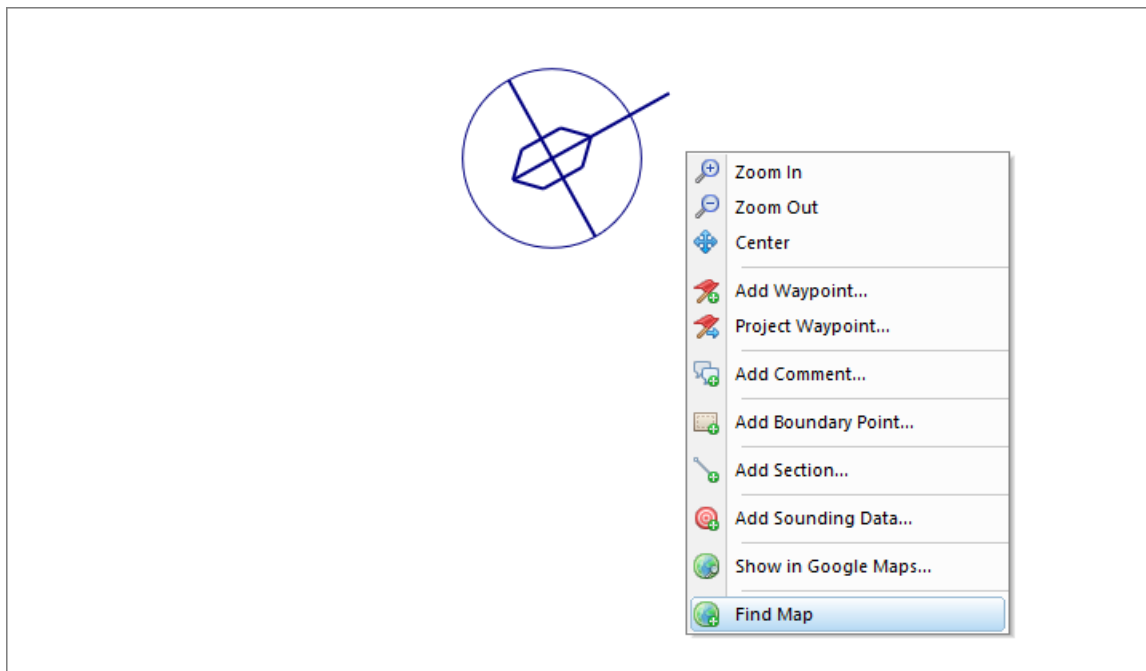 Zoom In
Zoom Out
Center
Add Waypoint...
Project Waypoint...
Add Comment...
Add Boundary Point...
Add Section...
Add Sounding Data...
Show in Google Maps...
Find Map